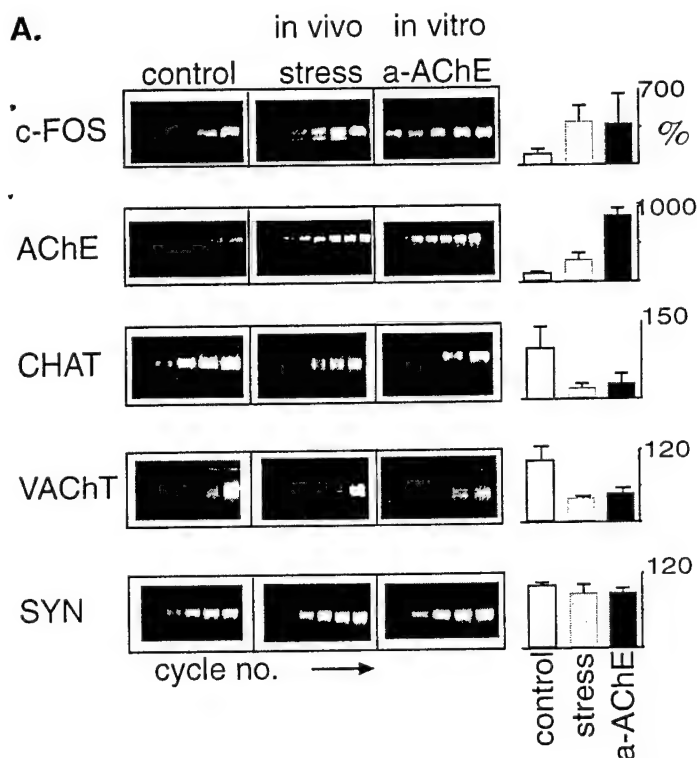 A.
in vivo in vitro
control stress a-AChE
c-FOS 700
%
AChE 1000
CHAT 150
VAChT 120
SYN 120
cycle no.
control
stress
a-AChE